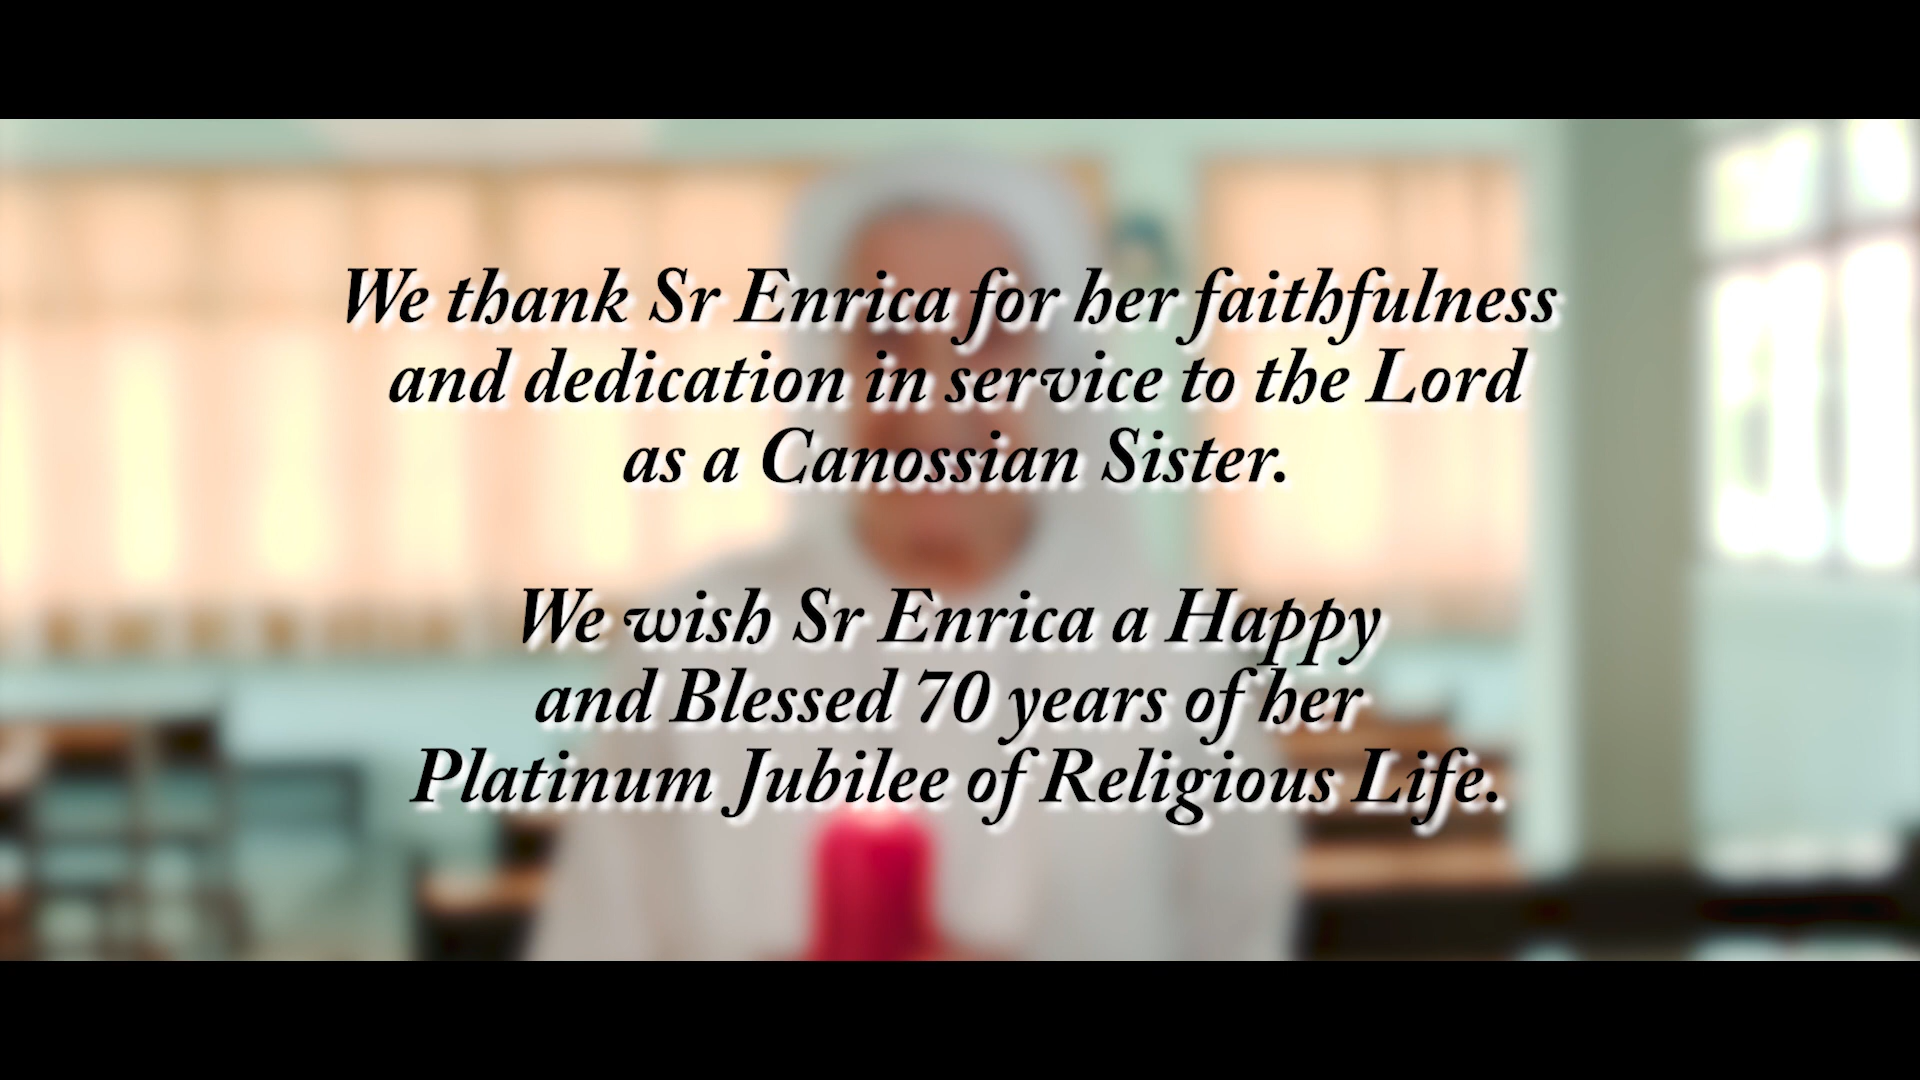 We thank Sr Enrica for her faithfulness
and dedication in service to the Lord
as a Canossian Sister.
We wish Sr Enrica a Happy
and Blessed 70 years of her
Platinum Jubilee of Religious Life.